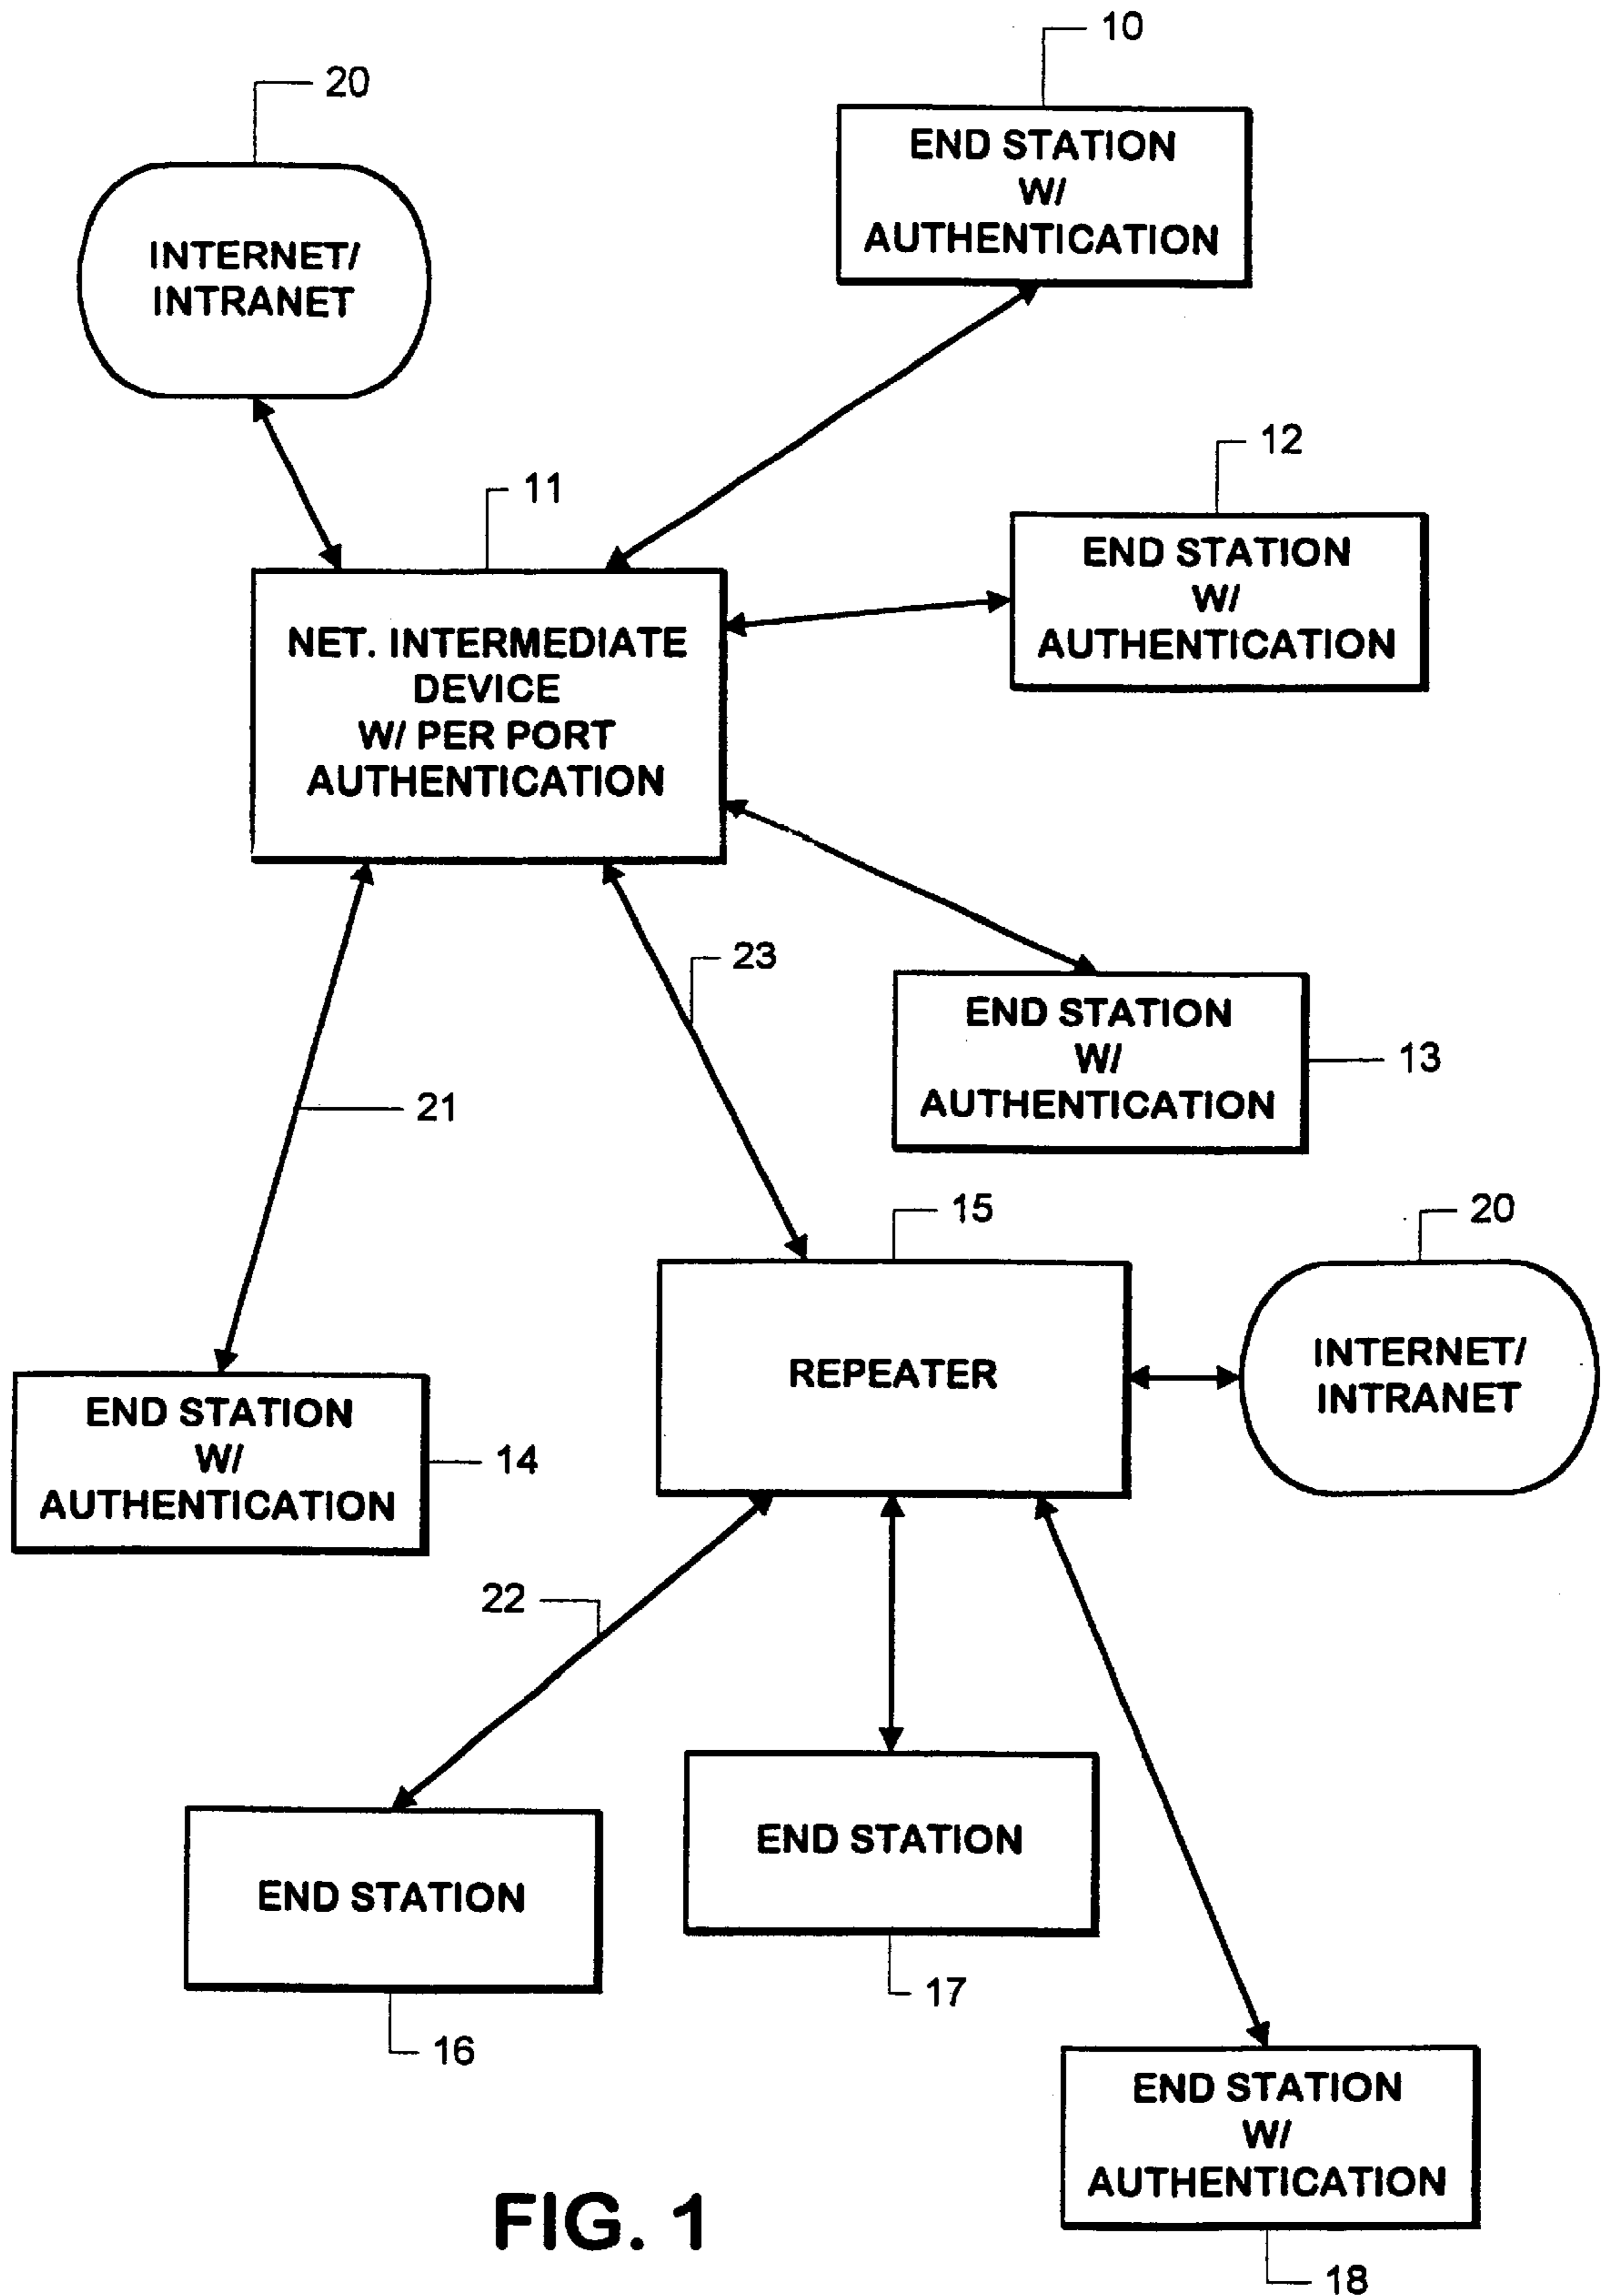 10
20
END STATION
W/
AUTHENTICATION
INTERNET/
INTRANET
12
11
END STATION
W/
AUTHENTICATION
NET. INTERMEDIATE
DEVICE
W/ PER PORT
AUTHENTICATION
23
END STATION
W/
AUTHENTICATION
13
21
15
20
REPEATER
INTERNET/
INTRANET
END STATION
W/
AUTHENTICATION
14
22
END STATION
17
END STATION
16
END STATION
W/
AUTHENTICATION
18
FIG. 1